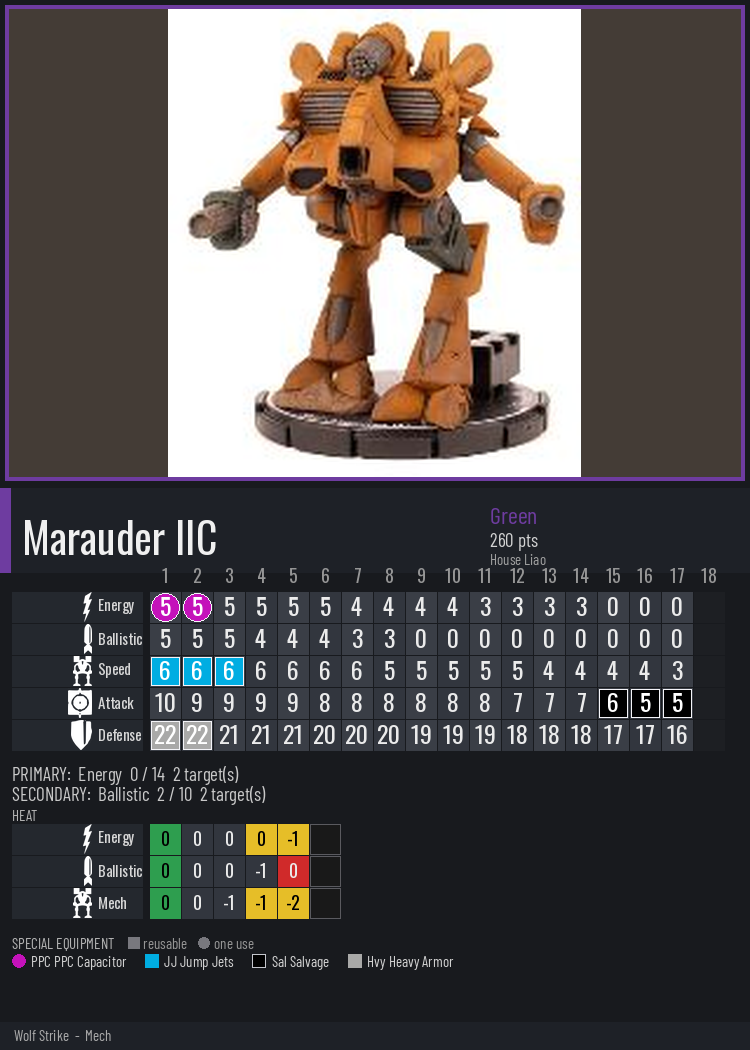 Marauder IIC
Green
260 pts
House Liao
1 2 3 4 5 6 7 8 9 10 11 12 13 14 15 16 17 18
Energy 5 5 5 5 5 5 4 4 4 4 3 3 3 3 0 0 0
Ballistic 5 5 5 4 4 4 3 3 0 0 0 0 0 0 0 0 0
Speed 6 6 6 6 6 6 6 5 5 5 5 5 4 4 4 4 3
Attack 10 9 9 9 9 8 8 8 8 8 8 7 7 7 6 5 5
Defense 22 22 21 21 21 20 20 20 19 19 19 18 18 18 17 17 16
PRIMARY: Energy 0 / 14 2 target(s)
SECONDARY: Ballistic 2 / 10 2 target(s)
HEAT
Energy 0 0 0 0 -1
Ballistic 0 0 0 -1 0
Mech 0 0 -1 -1 -2
SPECIAL EQUIPMENT reusable one use
PPC PPC Capacitor JJ Jump Jets Sal Salvage Hvy Heavy Armor
Wolf Strike - Mech